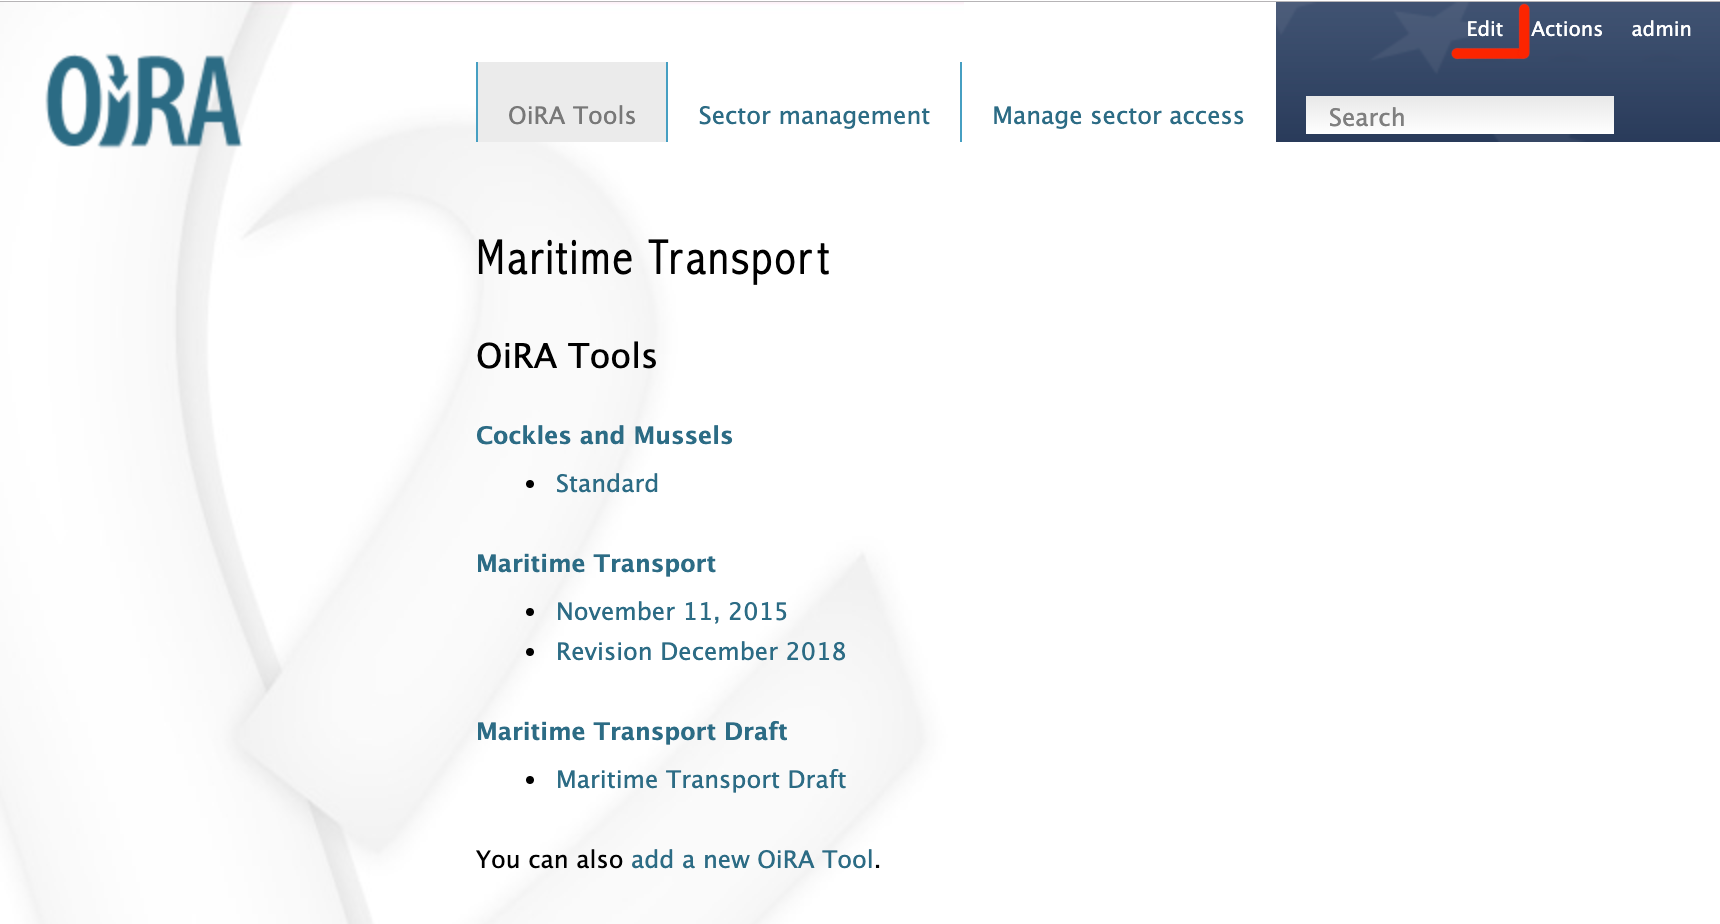 OiRA
Edit Actions admin
OiRA Tools Sector management Manage sector access
Search
Maritime Transport
OiRA Tools
Cockles and Mussels
• Standard
Maritime Transport
• November 11, 2015
• Revision December 2018
Maritime Transport Draft
• Maritime Transport Draft
You can also add a new OiRA Tool.